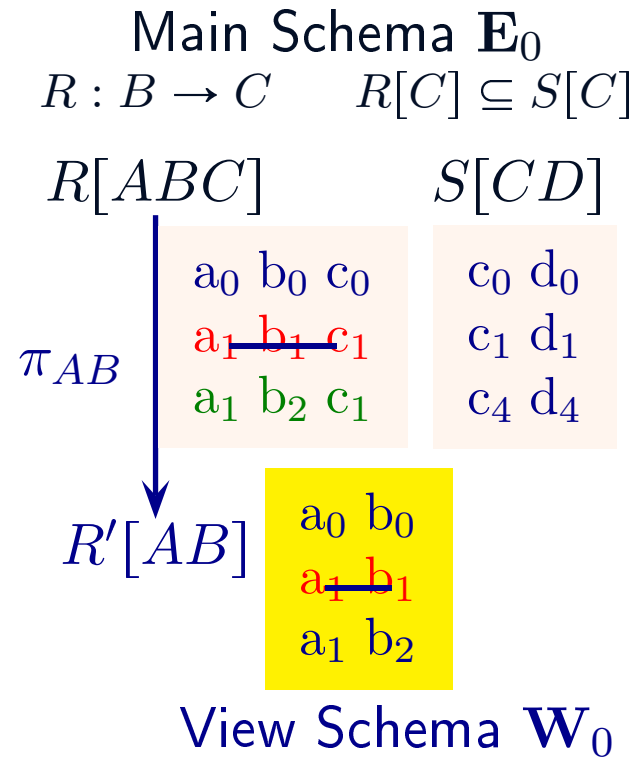 Main Schema E₀
R : B → C R[C] ⊆ S[C]
R[ABC] S[CD]
a₀ b₀ c₀ c₀ d₀
a₁ b₁ c₁ c₁ d₁
π_AB
a₁ b₂ c₁ c₄ d₄
a₀ b₀
R′[AB]
a₁ b₁
a₁ b₂
View Schema W₀